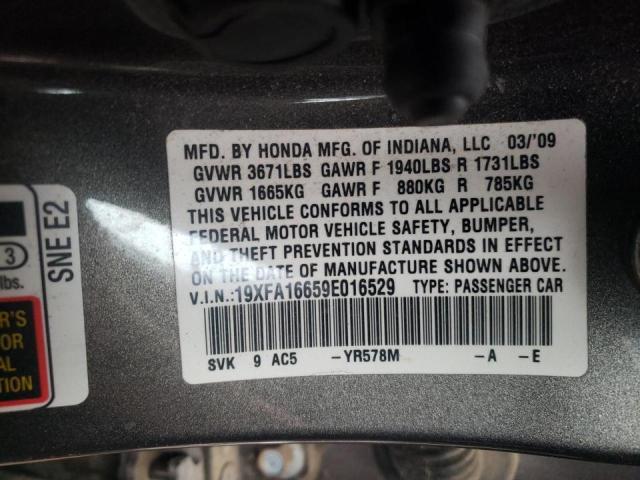 MFD. BY HONDA MFG. OF INDIANA, LLC 03/'09
GVWR 3671LBS GAWR F 1940LBS R 1731LBS
GVWR 1665KG GAWR F 880KG R 785KG
THIS VEHICLE CONFORMS TO ALL APPLICABLE
FEDERAL MOTOR VEHICLE SAFETY, BUMPER,
AND THEFT PREVENTION STANDARDS IN EFFECT
ON THE DATE OF MANUFACTURE SHOWN ABOVE.
V.I.N.:19XFA16659E016529 TYPE: PASSENGER CAR
SVK 9 AC5 -YR578M -A -E
SNE E2
3
lbs.